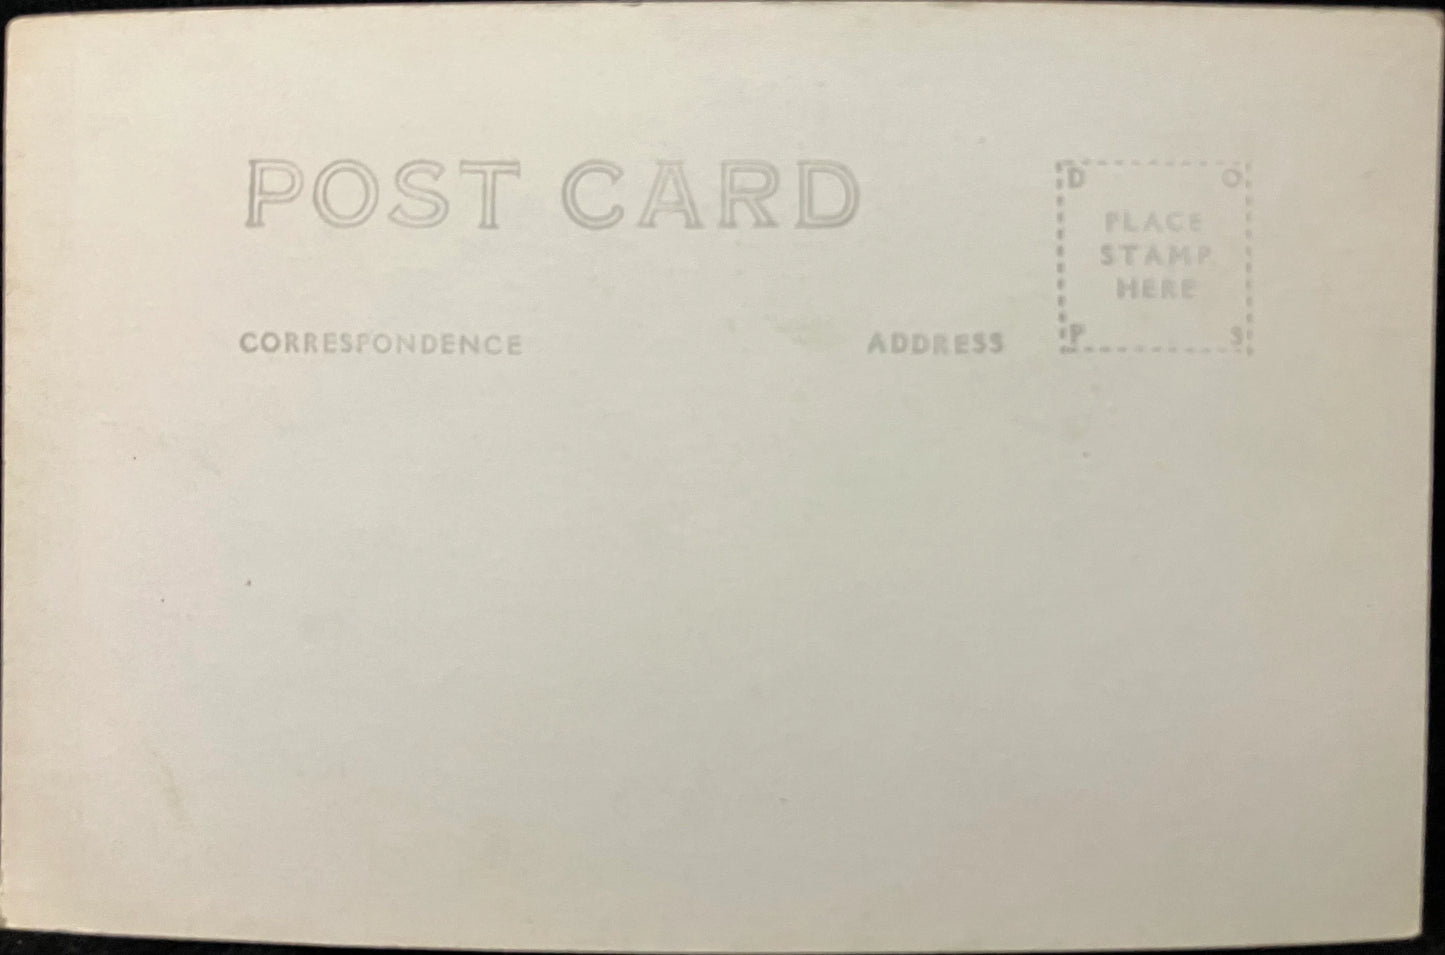 POST CARD
D O
PLACE
STAMP
HERE
P S
CORRESPONDENCE
ADDRESS